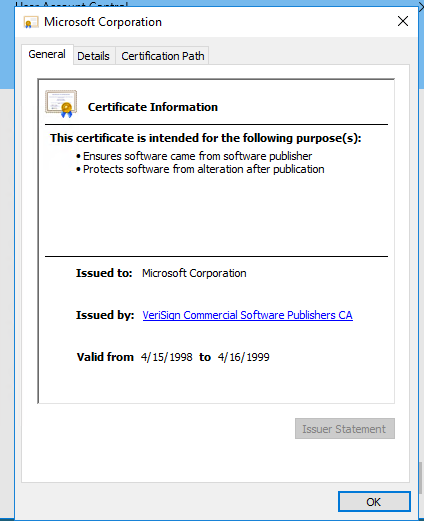 User Account Control
Microsoft Corporation
General Details Certification Path
Certificate Information
This certificate is intended for the following purpose(s):
• Ensures software came from software publisher
• Protects software from alteration after publication
Issued to: Microsoft Corporation
Issued by: VeriSign Commercial Software Publishers CA
Valid from 4/15/1998 to 4/16/1999
Issuer Statement
OK